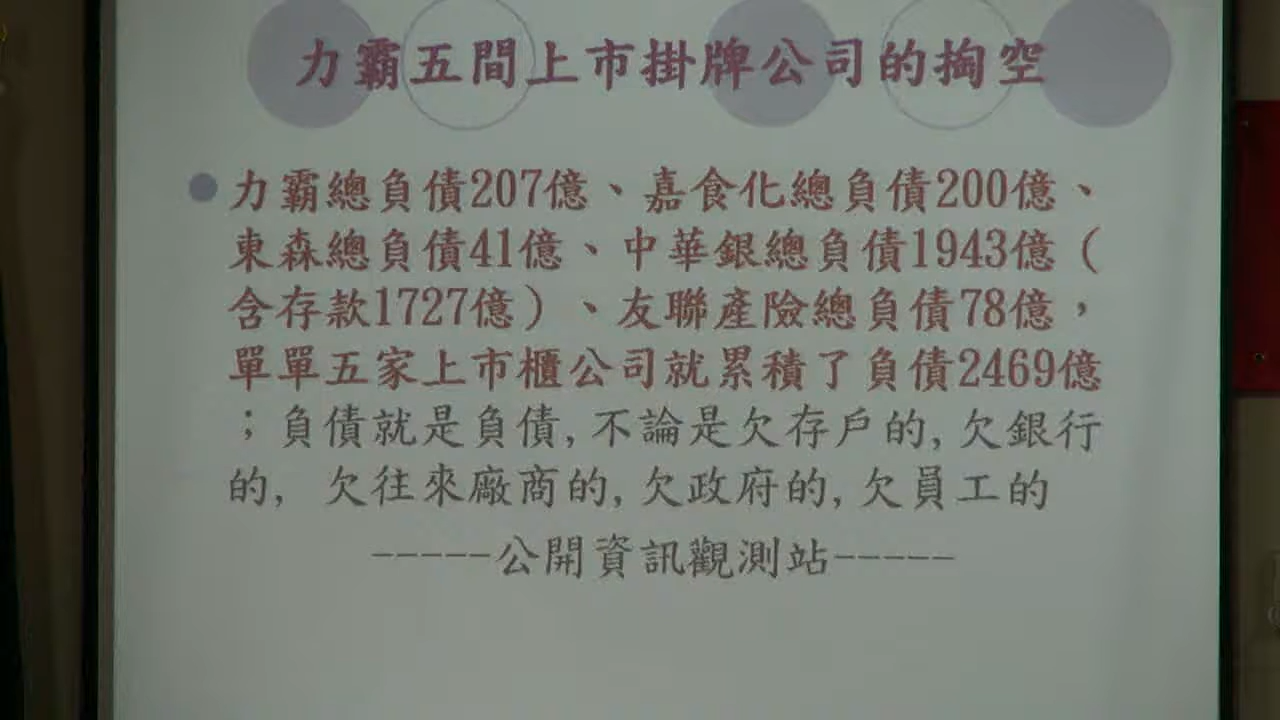 力霸五間上市掛牌公司的掏空
力霸總負債207億、嘉食化總負債200億、
東森總負債41億、中華銀總負債1943億（
含存款1727億）、友聯產險總負債78億，
單單五家上市櫃公司就累積了負債2469億
；負債就是負債,不論是欠存戶的,欠銀行
的, 欠往來廠商的,欠政府的,欠員工的
-----公開資訊觀測站-----